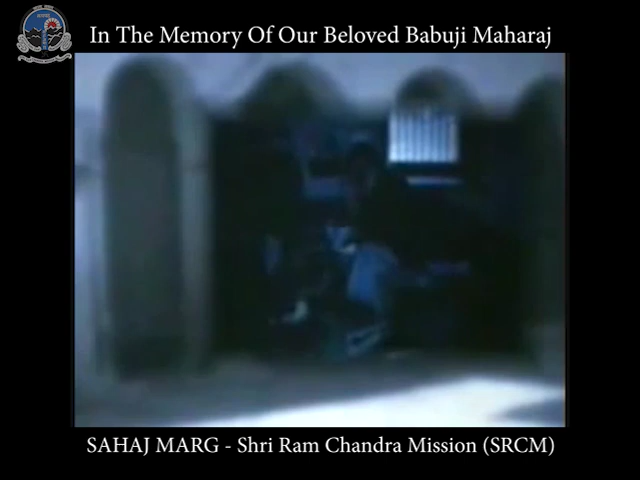 In The Memory Of Our Beloved Babuji Maharaj
SAHAJ MARG - Shri Ram Chandra Mission (SRCM)